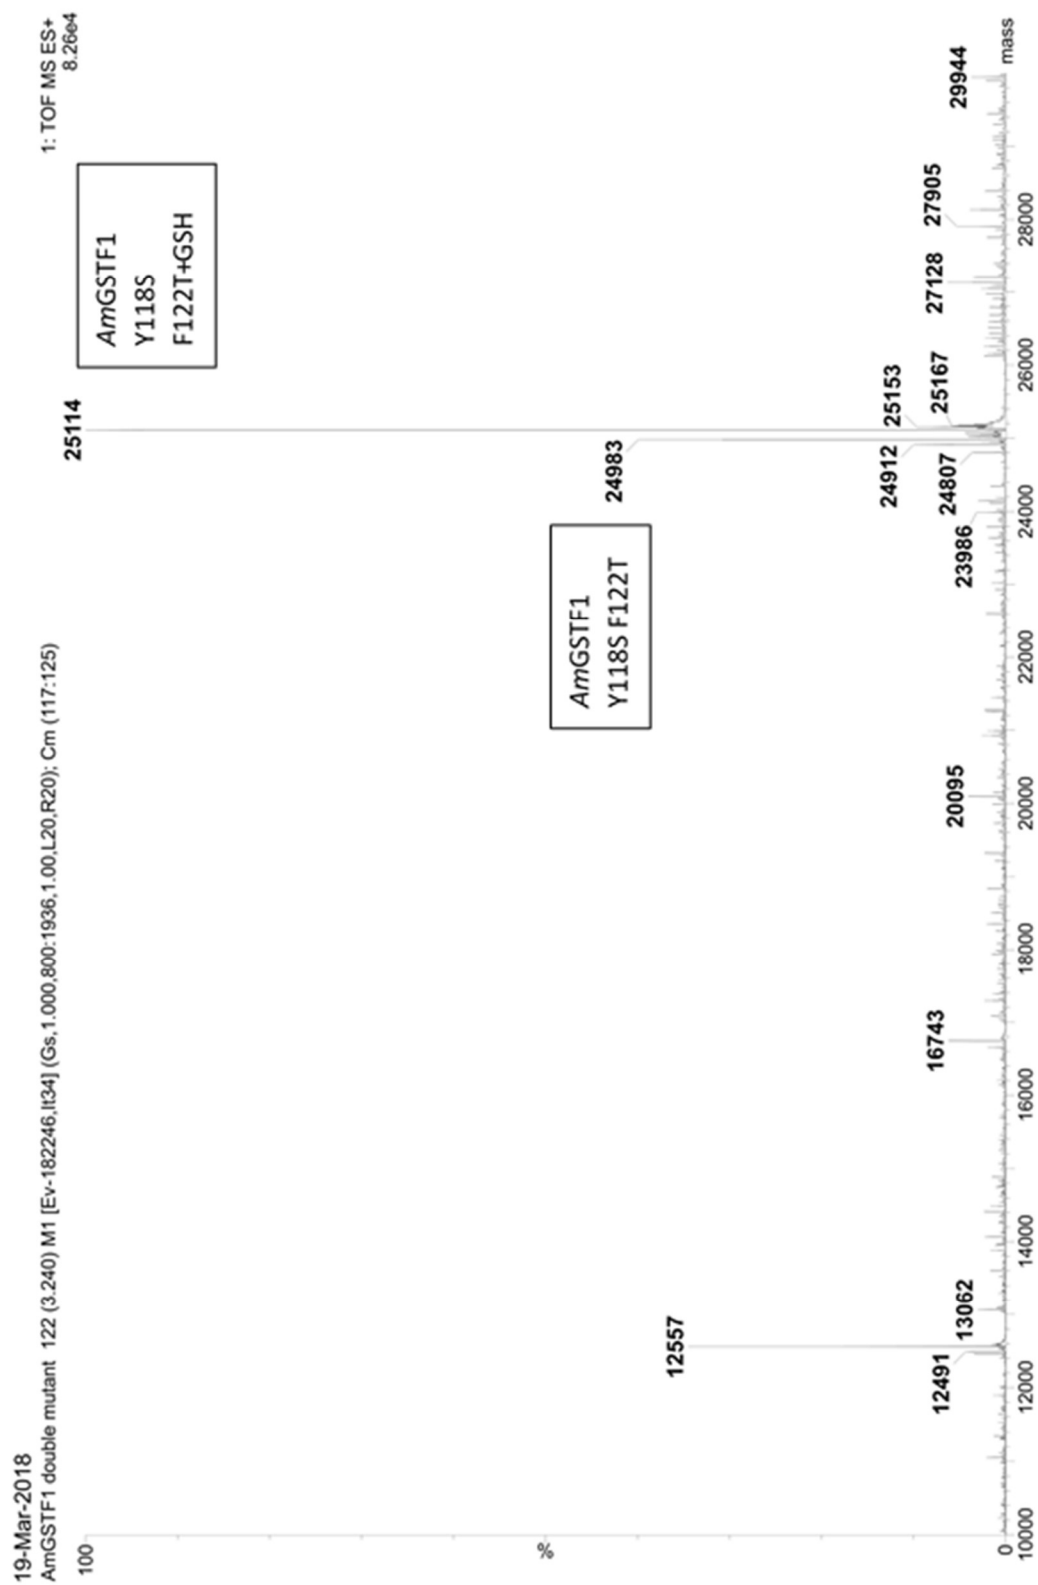 19-Mar-2018
AmGSTF1 double mutant 122 (3.240) M1 [Ev-182246,It34] (Gs,1.000,800:1936,1.00,L20,R20); Cm (117:125)
1: TOF MS ES+
8.26e4
100
%
0
25114
AmGSTF1
Y118S
F122T+GSH
24983
AmGSTF1
Y118S F122T
12557
12491
13062
16743
20095
23986
24807
24912
25153
25167
27128
27905
29944
10000
12000
14000
16000
18000
20000
22000
24000
26000
28000
mass